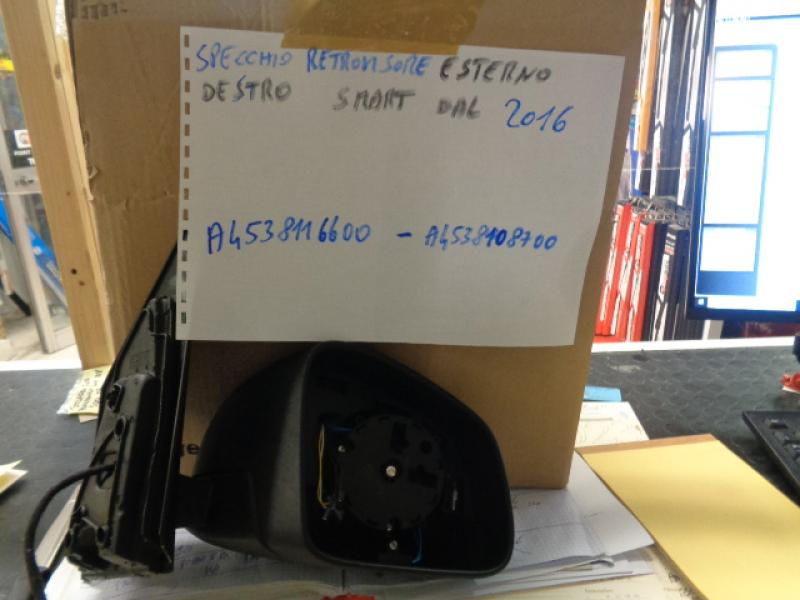 SPECCHIO RETROVISORE ESTERNO
DESTRO SMART DAL 2016
A4538116600 - A4538108700